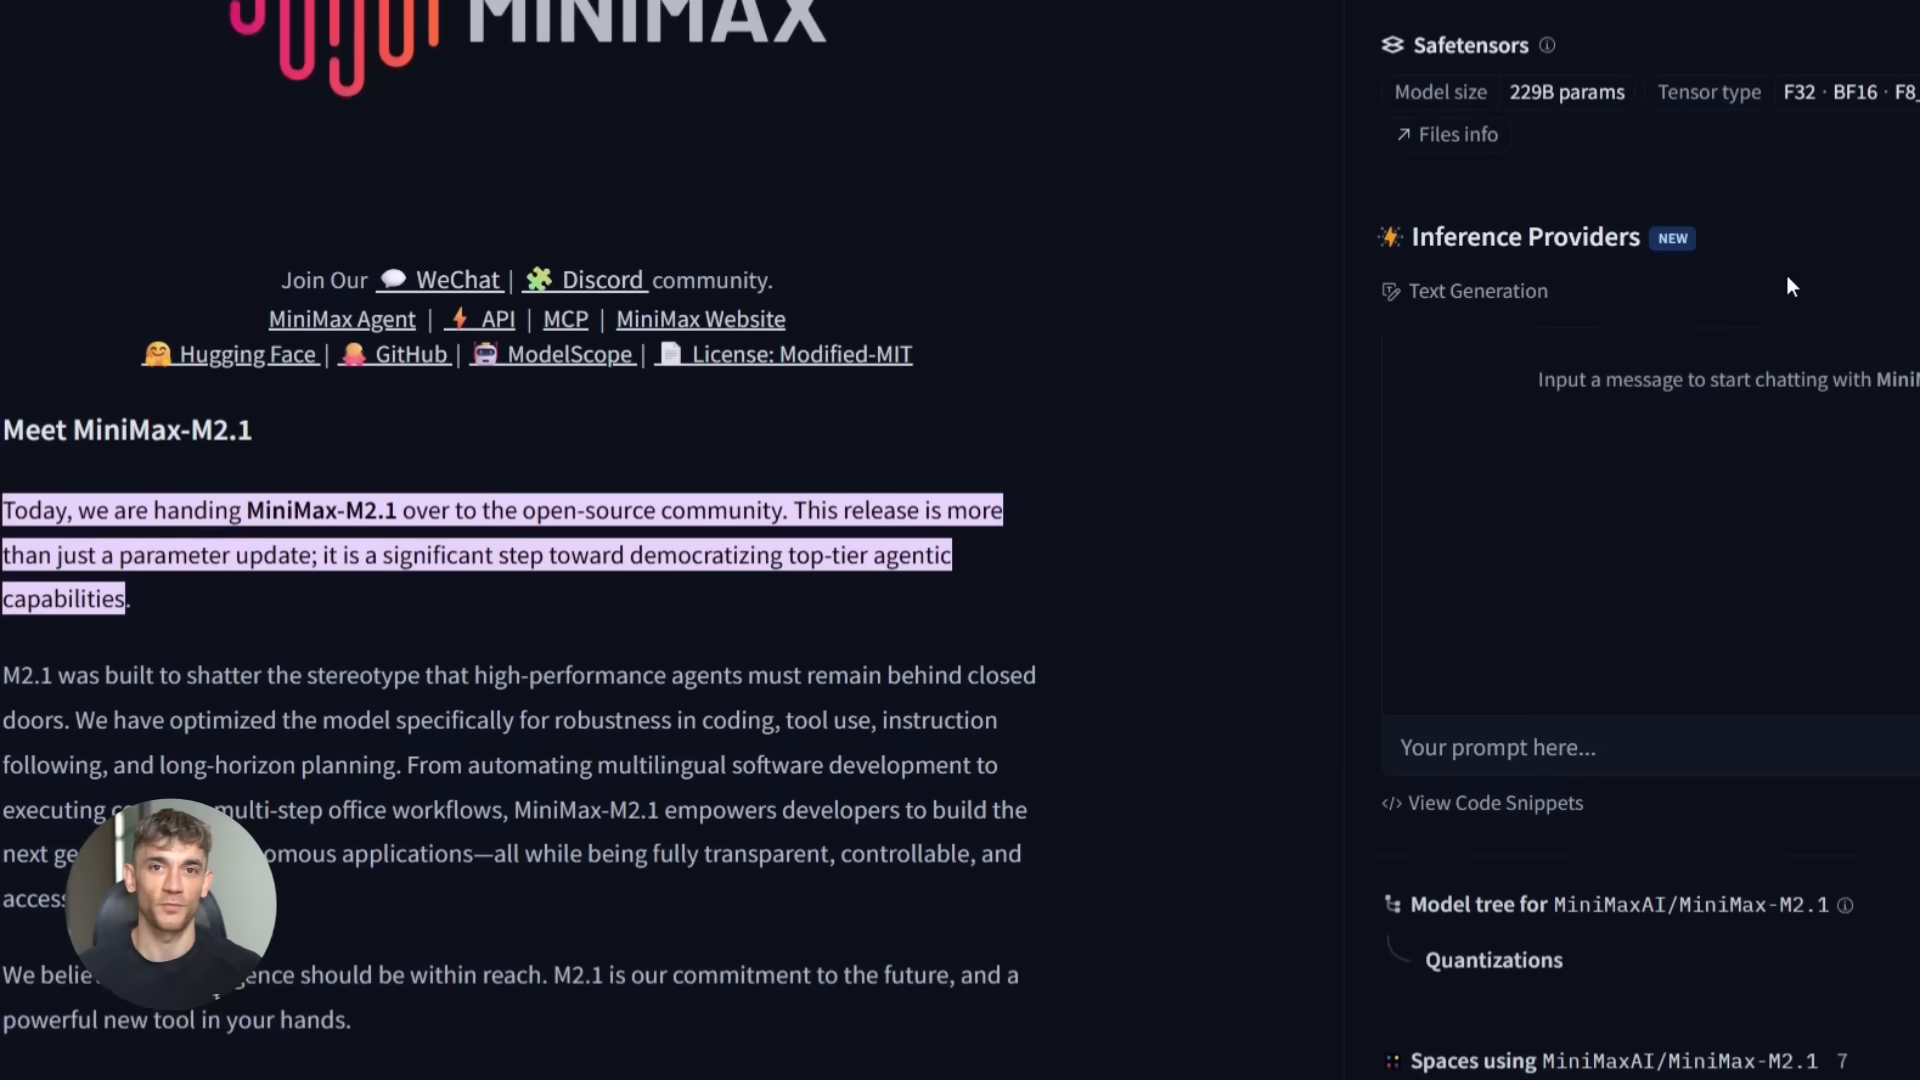 MINIMAX
Join Our 💬 WeChat | 🧩 Discord community.
MiniMax Agent | ⚡ API | MCP | MiniMax Website
🤗 Hugging Face | 🐙 GitHub | 🤖 ModelScope | 📄 License: Modified-MIT
Meet MiniMax-M2.1
Today, we are handing MiniMax-M2.1 over to the open-source community. This release is more
than just a parameter update; it is a significant step toward democratizing top-tier agentic
capabilities.
M2.1 was built to shatter the stereotype that high-performance agents must remain behind closed
doors. We have optimized the model specifically for robustness in coding, tool use, instruction
following, and long-horizon planning. From automating multilingual software development to
executing multi-step office workflows, MiniMax-M2.1 empowers developers to build the
next applications—all while being fully transparent, controllable, and
We should be within reach. M2.1 is our commitment to the future, and a
powerful new tool in your hands.
Safetensors
Model size 229B params Tensor type F32 · BF16 · F8_
Files info
Inference Providers NEW
Text Generation
Input a message to start chatting with
Your prompt here...
</> View Code Snippets
Model tree for MiniMaxAI/MiniMax-M2.1
Quantizations
Spaces using MiniMaxAI/MiniMax-M2.1 7